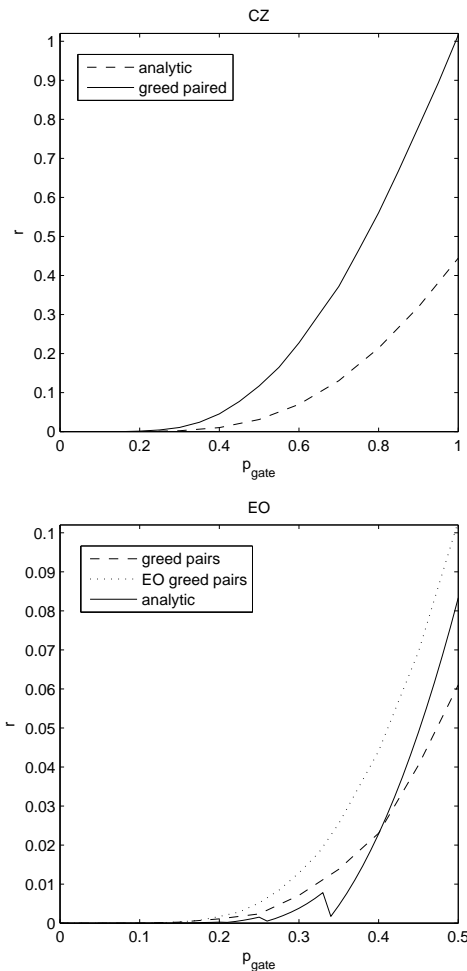 CZ
1
0.9
0.8
0.7
0.6
0.5
0.4
0.3
0.2
0.1
0
r
analytic
greed paired
0 0.2 0.4 0.6 0.8 1
p_gate
EO
0.1
0.09
0.08
0.07
0.06
0.05
0.04
0.03
0.02
0.01
0
r
greed pairs
EO greed pairs
analytic
0 0.1 0.2 0.3 0.4 0.5
p_gate